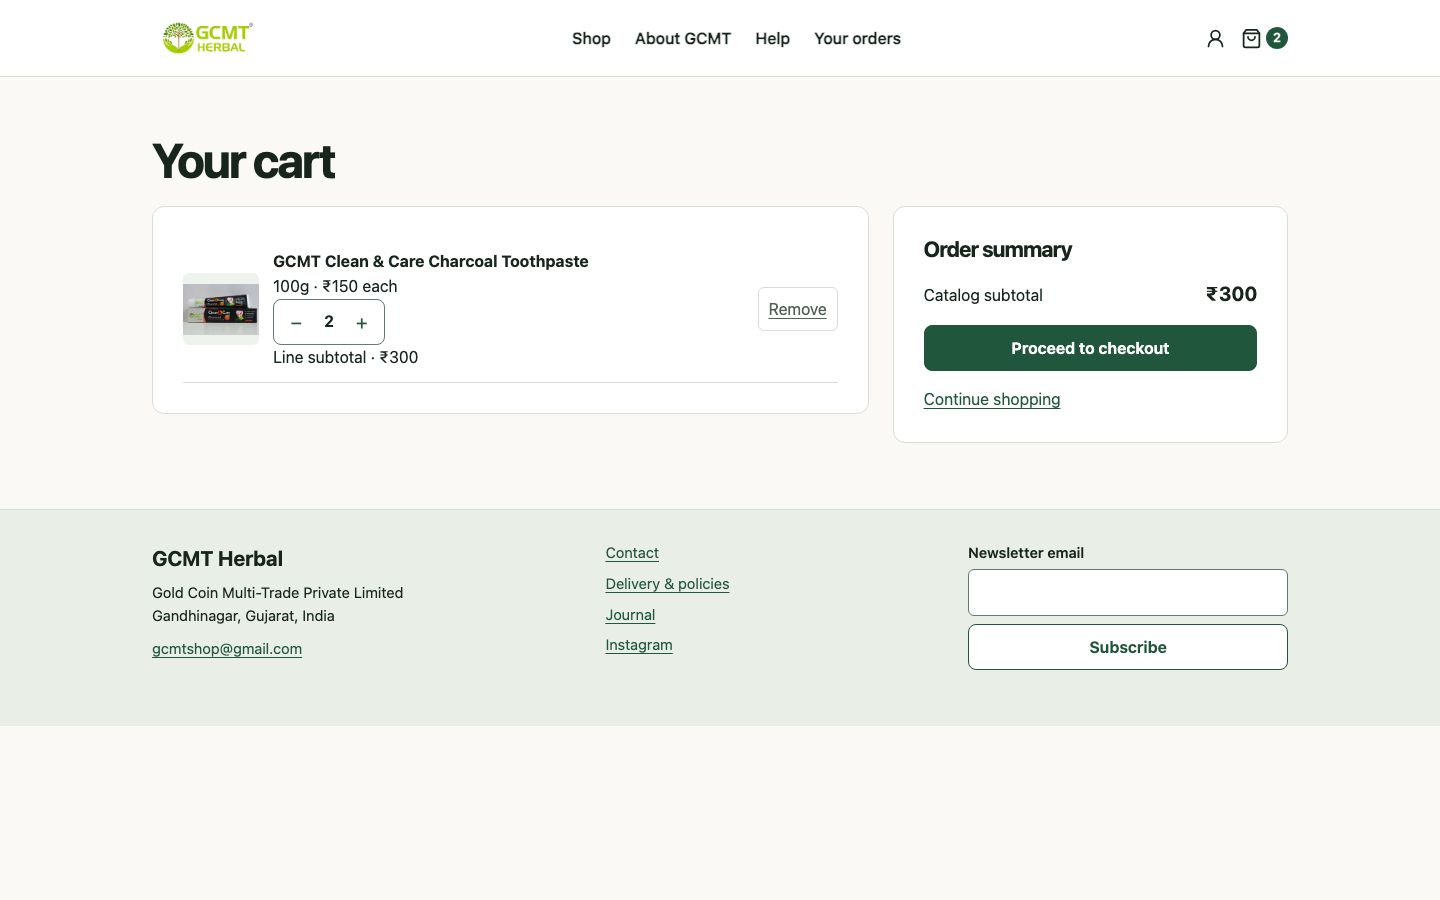 GCMT®
HERBAL
Shop
About GCMT
Help
Your orders
2
Your cart
GCMT Clean & Care Charcoal Toothpaste
100g · ₹150 each
− 2 +
Line subtotal · ₹300
Remove
Order summary
Catalog subtotal ₹300
Proceed to checkout
Continue shopping
GCMT Herbal
Gold Coin Multi-Trade Private Limited
Gandhinagar, Gujarat, India
gcmtshop@gmail.com
Contact
Delivery & policies
Journal
Instagram
Newsletter email
Subscribe